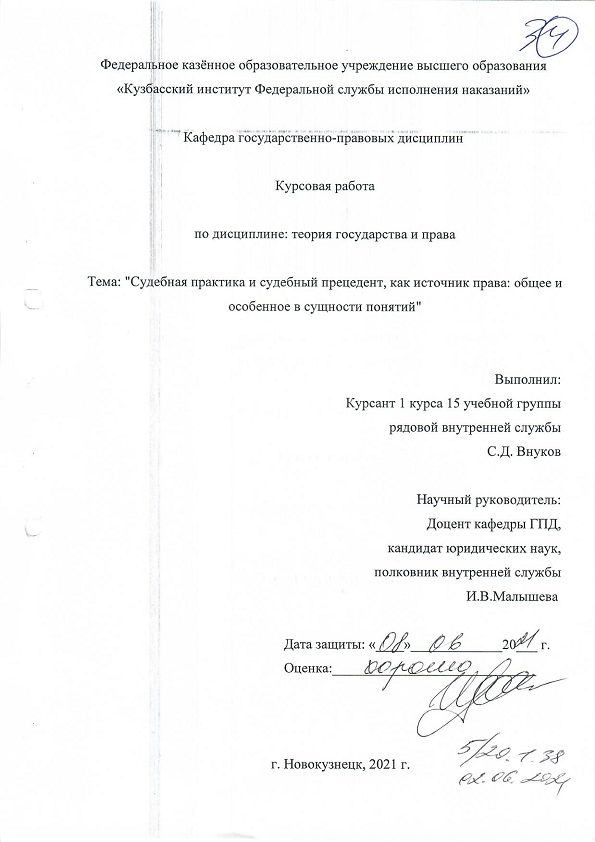 3(4)
Федеральное казённое образовательное учреждение высшего образования
«Кузбасский институт Федеральной службы исполнения наказаний»
Кафедра государственно-правовых дисциплин
Курсовая работа
по дисциплине: теория государства и права
Тема: "Судебная практика и судебный прецедент, как источник права: общее и
особенное в сущности понятий"
Выполнил:
Курсант 1 курса 15 учебной группы
рядовой внутренней службы
С.Д. Внуков
Научный руководитель:
Доцент кафедры ГПД,
кандидат юридических наук,
полковник внутренней службы
И.В.Малышева
Дата защиты: «08» 06 2021 г.
Оценка: хорошо
5/20.1.38
02.06.2021
г. Новокузнецк, 2021 г.